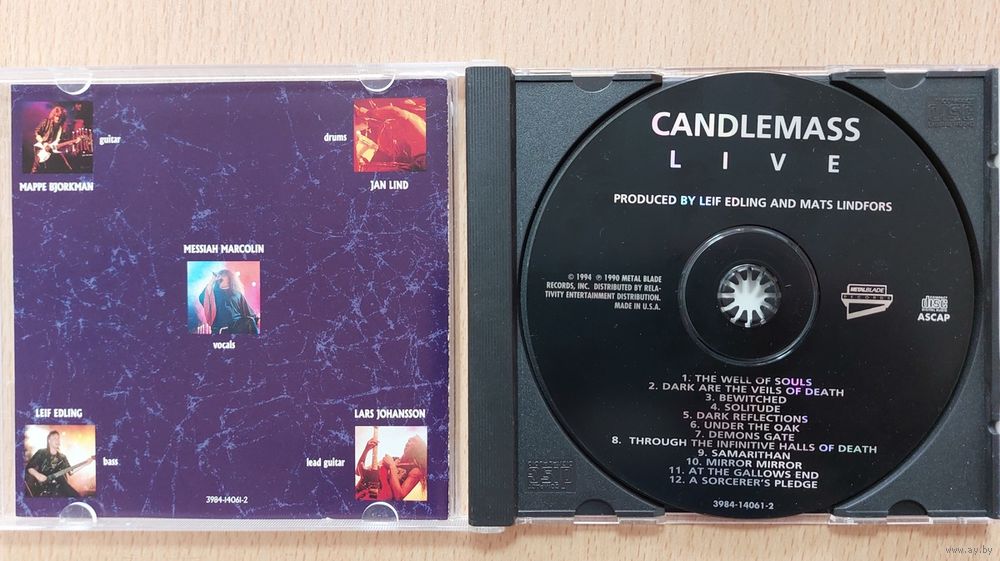 guitar
MAPPE BJORKMAN
drums
JAN LIND
MESSIAH MARCOLIN
vocals
LEIF EDLING
bass
LARS JOHANSSON
lead guitar
3984-14061-2
CANDLEMASS
LIVE
PRODUCED BY LEIF EDLING AND MATS LINDFORS
© 1994 ℗ 1990 METAL BLADE
RECORDS, INC. DISTRIBUTED BY RELA-
TIVITY ENTERTAINMENT DISTRIBUTION.
MADE IN U.S.A.
METAL BLADE
RECORDS
COMPACT
disc
DIGITAL AUDIO
ASCAP
1. THE WELL OF SOULS
2. DARK ARE THE VEILS OF DEATH
3. BEWITCHED
4. SOLITUDE
5. DARK REFLECTIONS
6. UNDER THE OAK
7. DEMONS GATE
8. THROUGH THE INFINITIVE HALLS OF DEATH
9. SAMARITHAN
10. MIRROR MIRROR
11. AT THE GALLOWS END
12. A SORCERER'S PLEDGE
3984-14061-2
www.ay.by